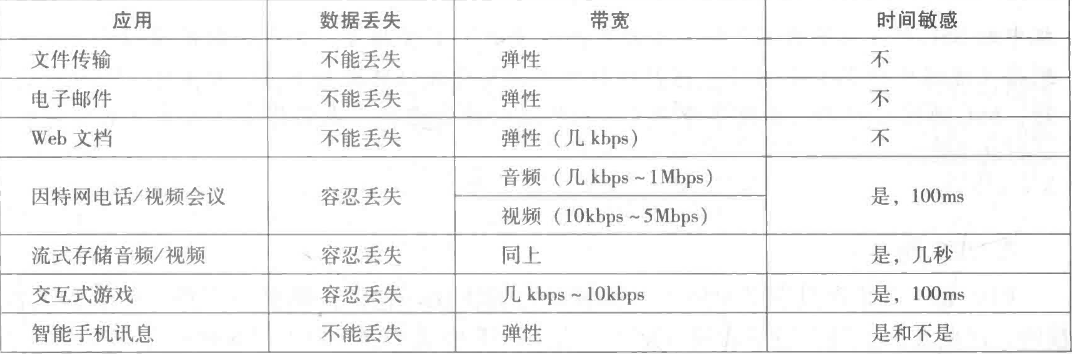 应用 数据丢失 带宽 时间敏感
文件传输 不能丢失 弹性 不
电子邮件 不能丢失 弹性 不
Web 文档 不能丢失 弹性（几 kbps） 不
因特网电话/视频会议 容忍丢失 音频（几 kbps ~ 1Mbps） 是，100ms
视频（10kbps ~ 5Mbps）
流式存储音频/视频 容忍丢失 同上 是，几秒
交互式游戏 容忍丢失 几 kbps ~ 10kbps 是，100ms
智能手机讯息 不能丢失 弹性 是和不是